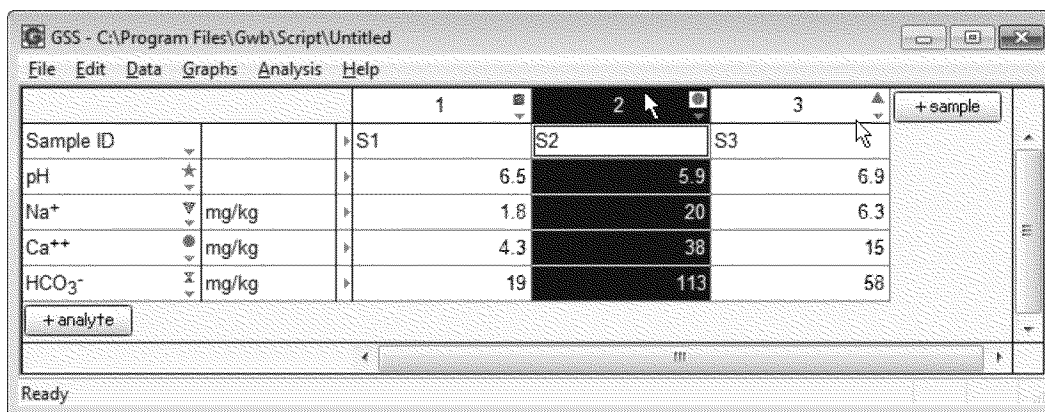 GSS - C:\Program Files\Gwb\Script\Untitled
File Edit Data Graphs Analysis Help
1 2 3 + sample
Sample ID S1 S2 S3
pH 6.5 5.9 6.9
Na⁺ mg/kg 1.8 20 6.3
Ca⁺⁺ mg/kg 4.3 38 15
HCO₃⁻ mg/kg 19 113 58
+ analyte
Ready